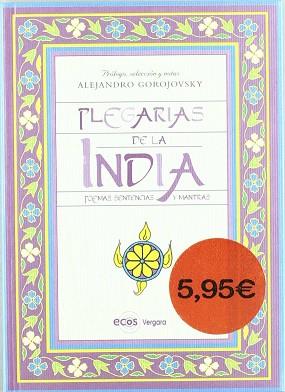 Prólogo, selección y notas
ALEJANDRO GOROJOVSKY
PLEGARIAS
DE LA
INDIA
POEMAS, SENTENCIAS Y MANTRAS
5,95€
ecos Vergara